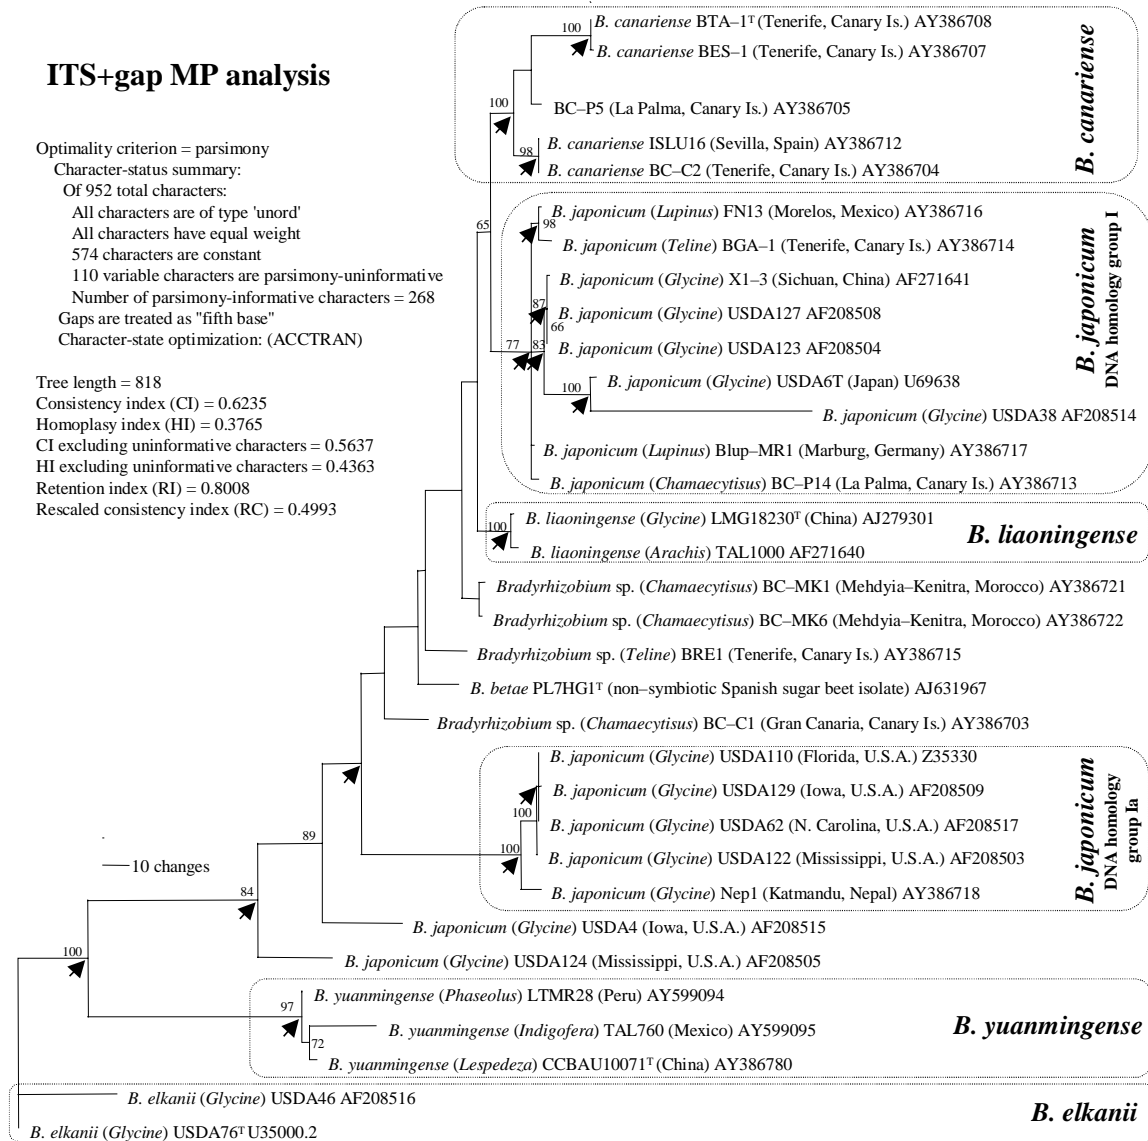 ITS+gap MP analysis
Optimality criterion = parsimony
Character-status summary:
Of 952 total characters:
All characters are of type 'unord'
All characters have equal weight
574 characters are constant
110 variable characters are parsimony-uninformative
Number of parsimony-informative characters = 268
Gaps are treated as "fifth base"
Character-state optimization: (ACCTRAN)
Tree length = 818
Consistency index (CI) = 0.6235
Homoplasy index (HI) = 0.3765
CI excluding uninformative characters = 0.5637
HI excluding uninformative characters = 0.4363
Retention index (RI) = 0.8008
Rescaled consistency index (RC) = 0.4993
10 changes
B. canariense BTA–1ᵀ (Tenerife, Canary Is.) AY386708
100
B. canariense BES–1 (Tenerife, Canary Is.) AY386707
BC–P5 (La Palma, Canary Is.) AY386705
100
B. canariense ISLU16 (Sevilla, Spain) AY386712
98
B. canariense BC–C2 (Tenerife, Canary Is.) AY386704
B. canariense
65
B. japonicum (Lupinus) FN13 (Morelos, Mexico) AY386716
98
B. japonicum (Teline) BGA–1 (Tenerife, Canary Is.) AY386714
B. japonicum (Glycine) X1–3 (Sichuan, China) AF271641
87
B. japonicum (Glycine) USDA127 AF208508
66
77
83
B. japonicum (Glycine) USDA123 AF208504
B. japonicum (Glycine) USDA6T (Japan) U69638
100
B. japonicum (Glycine) USDA38 AF208514
B. japonicum (Lupinus) Blup–MR1 (Marburg, Germany) AY386717
B. japonicum (Chamaecytisus) BC–P14 (La Palma, Canary Is.) AY386713
B. japonicum
DNA homology group I
B. liaoningense (Glycine) LMG18230ᵀ (China) AJ279301
100
B. liaoningense (Arachis) TAL1000 AF271640
B. liaoningense
Bradyrhizobium sp. (Chamaecytisus) BC–MK1 (Mehdyia–Kenitra, Morocco) AY386721
Bradyrhizobium sp. (Chamaecytisus) BC–MK6 (Mehdyia–Kenitra, Morocco) AY386722
Bradyrhizobium sp. (Teline) BRE1 (Tenerife, Canary Is.) AY386715
B. betae PL7HG1ᵀ (non–symbiotic Spanish sugar beet isolate) AJ631967
Bradyrhizobium sp. (Chamaecytisus) BC–C1 (Gran Canaria, Canary Is.) AY386703
B. japonicum (Glycine) USDA110 (Florida, U.S.A.) Z35330
B. japonicum (Glycine) USDA129 (Iowa, U.S.A.) AF208509
100
B. japonicum (Glycine) USDA62 (N. Carolina, U.S.A.) AF208517
100
B. japonicum (Glycine) USDA122 (Mississippi, U.S.A.) AF208503
B. japonicum (Glycine) Nep1 (Katmandu, Nepal) AY386718
B. japonicum
DNA homology
group Ia
89
B. japonicum (Glycine) USDA4 (Iowa, U.S.A.) AF208515
84
B. japonicum (Glycine) USDA124 (Mississippi, U.S.A.) AF208505
100
B. yuanmingense (Phaseolus) LTMR28 (Peru) AY599094
97
B. yuanmingense (Indigofera) TAL760 (Mexico) AY599095
72
B. yuanmingense (Lespedeza) CCBAU10071ᵀ (China) AY386780
B. yuanmingense
B. elkanii (Glycine) USDA46 AF208516
B. elkanii (Glycine) USDA76ᵀ U35000.2
B. elkanii